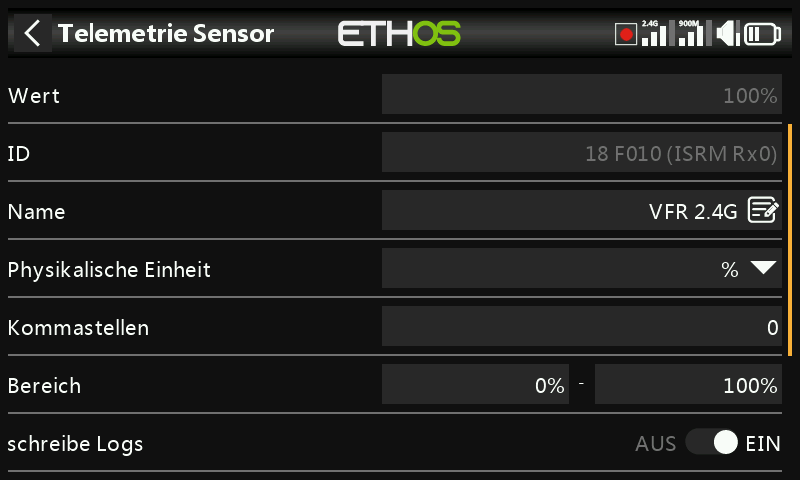 Telemetrie Sensor ETHOS 2.4G 900M
Wert 100%
ID 18 F010 (ISRM Rx0)
Name VFR 2.4G
Physikalische Einheit %
Kommastellen 0
Bereich 0% - 100%
schreibe Logs AUS EIN